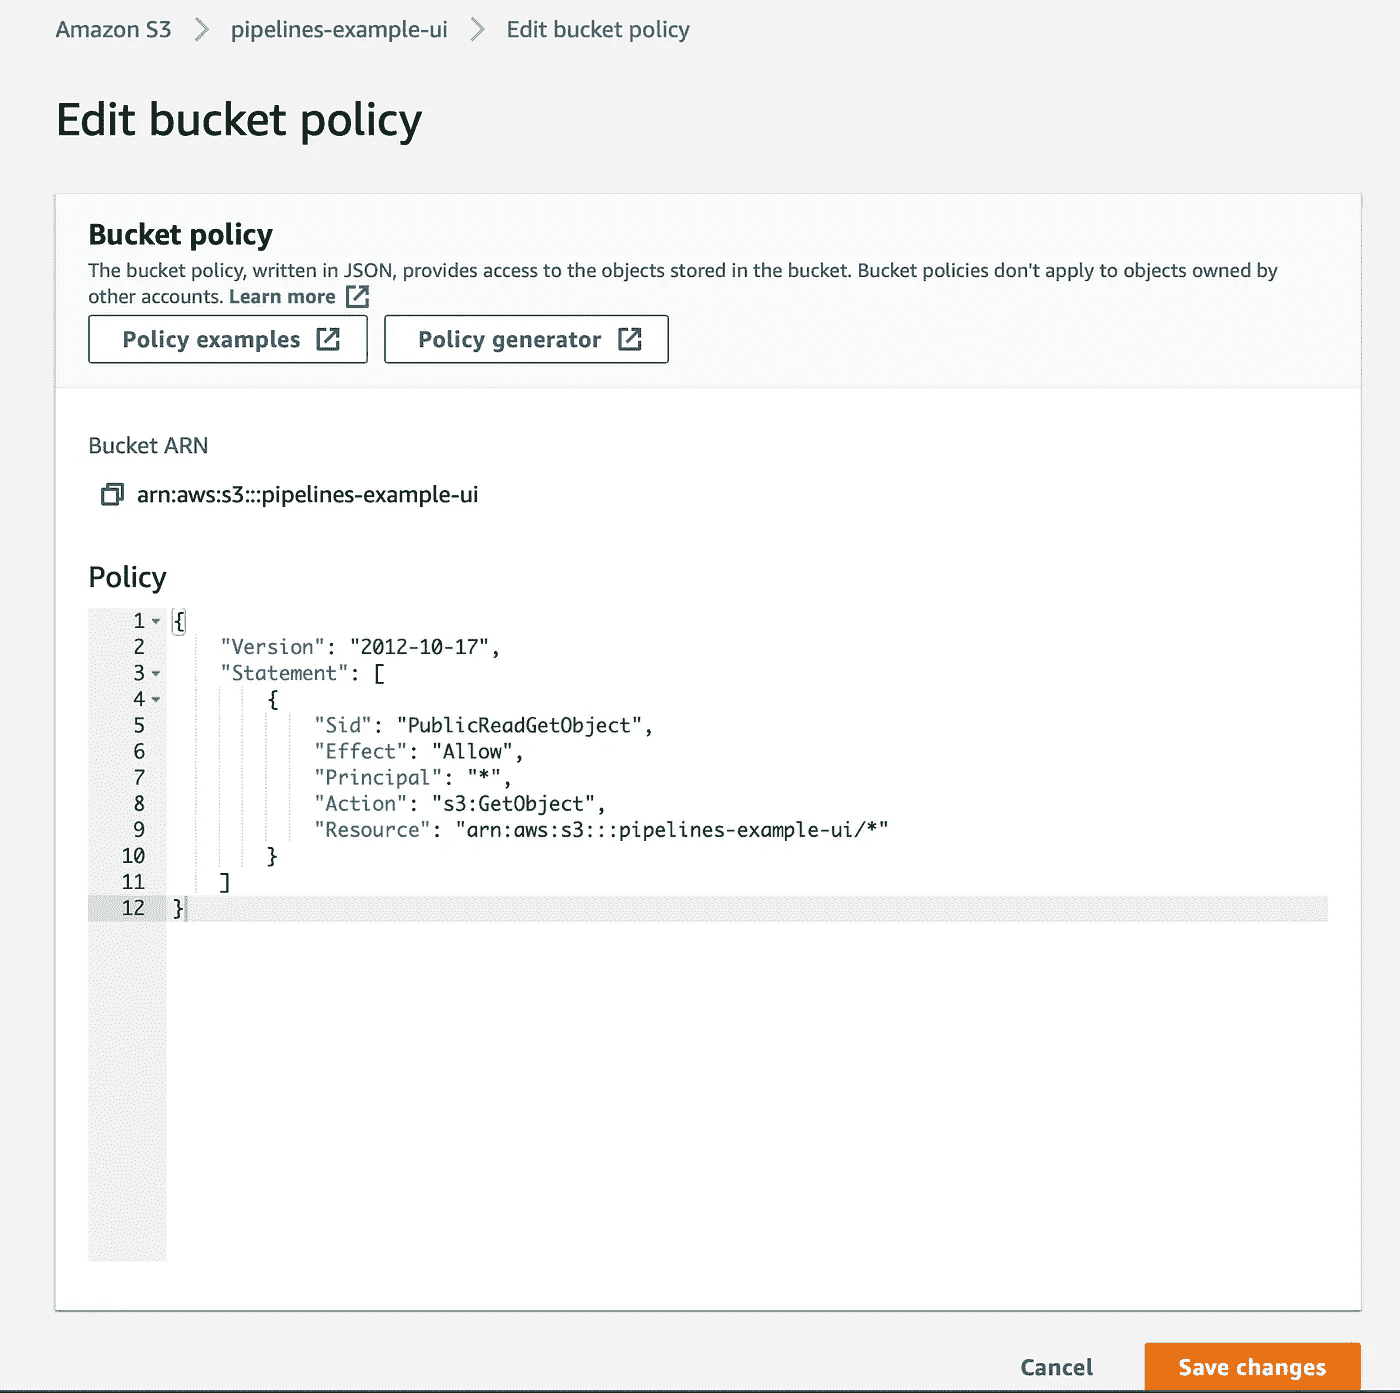 Amazon S3 > pipelines-example-ui > Edit bucket policy
Edit bucket policy
Bucket policy
The bucket policy, written in JSON, provides access to the objects stored in the bucket. Bucket policies don't apply to objects owned by
other accounts. Learn more
Policy examples Policy generator
Bucket ARN
arn:aws:s3:::pipelines-example-ui
Policy
1 {
2 "Version": "2012-10-17",
3 "Statement": [
4 {
5 "Sid": "PublicReadGetObject",
6 "Effect": "Allow",
7 "Principal": "*",
8 "Action": "s3:GetObject",
9 "Resource": "arn:aws:s3:::pipelines-example-ui/*"
10 }
11 ]
12 }
Cancel Save changes